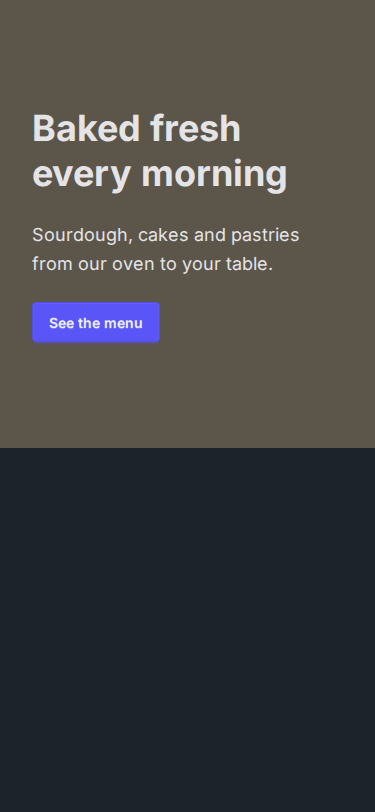 Baked fresh
every morning
Sourdough, cakes and pastries
from our oven to your table.
See the menu